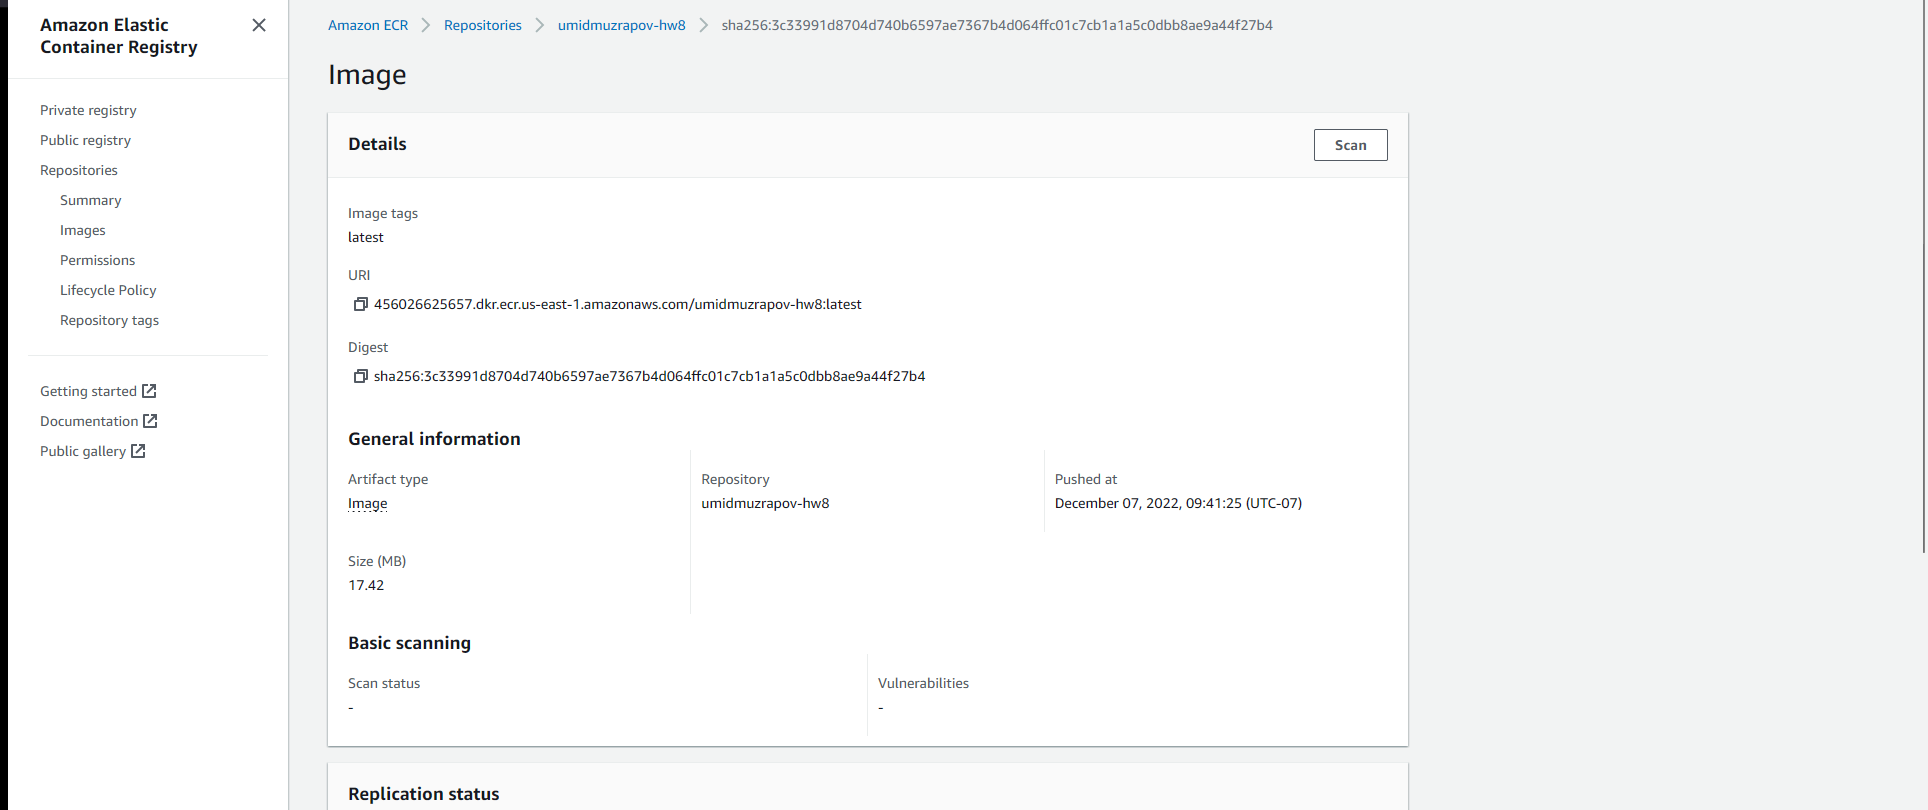 Amazon Elastic
Container Registry
Private registry
Public registry
Repositories
Summary
Images
Permissions
Lifecycle Policy
Repository tags
Getting started
Documentation
Public gallery
Amazon ECR > Repositories > umidmuzrapov-hw8 > sha256:3c33991d8704d740b6597ae7367b4d064ffc01c7cb1a1a5c0dbb8ae9a44f27b4
Image
Details
Scan
Image tags
latest
URI
456026625657.dkr.ecr.us-east-1.amazonaws.com/umidmuzrapov-hw8:latest
Digest
sha256:3c33991d8704d740b6597ae7367b4d064ffc01c7cb1a1a5c0dbb8ae9a44f27b4
General information
Artifact type
Image
Repository
umidmuzrapov-hw8
Pushed at
December 07, 2022, 09:41:25 (UTC-07)
Size (MB)
17.42
Basic scanning
Scan status
-
Vulnerabilities
-
Replication status